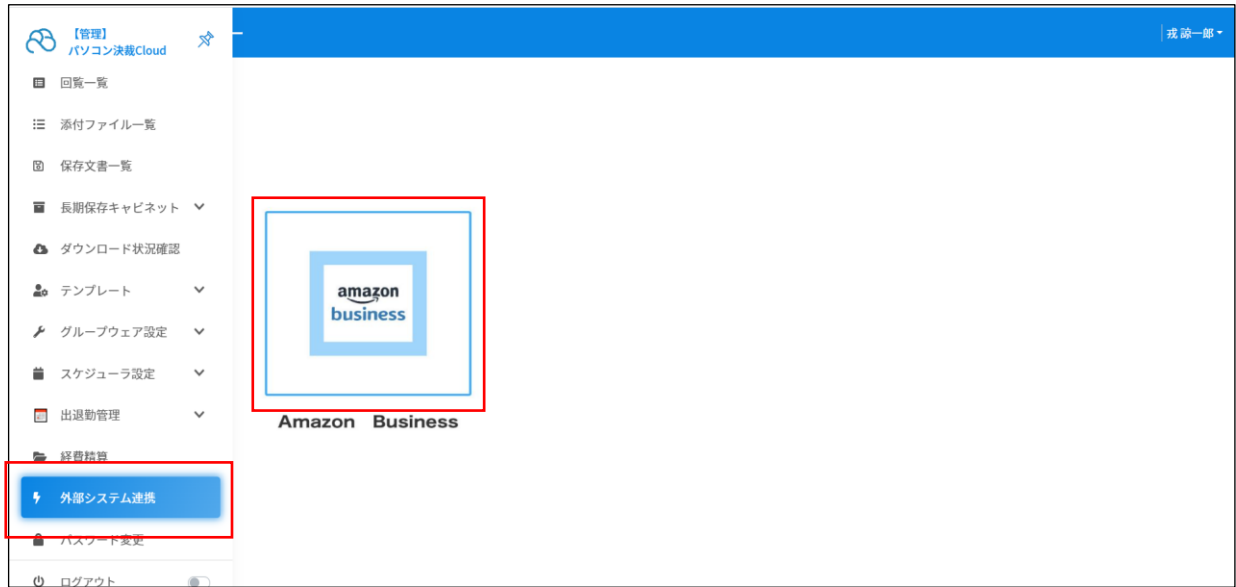 【管理】
パソコン決裁Cloud
戎 諒一郎
回覧一覧
添付ファイル一覧
保存文書一覧
長期保存キャビネット
ダウンロード状況確認
テンプレート
グループウェア設定
スケジューラ設定
出退勤管理
経費精算
外部システム連携
パスワード変更
ログアウト
amazon
business
Amazon Business